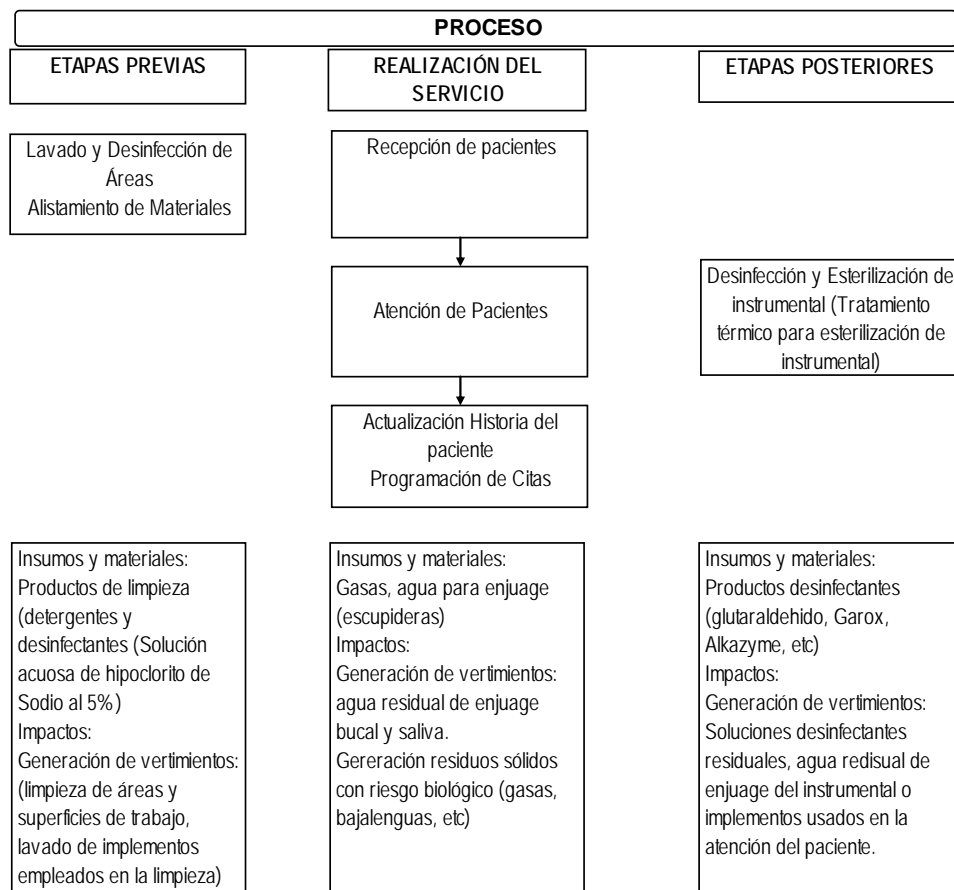 PROCESO
ETAPAS PREVIAS
REALIZACIÓN DEL
SERVICIO
ETAPAS POSTERIORES
Lavado y Desinfección de
Áreas
Alistamiento de Materiales
Recepción de pacientes
Atención de Pacientes
Desinfección y Esterilización de
instrumental (Tratamiento
térmico para esterilización de
instrumental)
Actualización Historia del
paciente
Programación de Citas
Insumos y materiales:
Productos de limpieza
(detergentes y
desinfectantes (Solución
acuosa de hipoclorito de
Sodio al 5%)
Impactos:
Generación de vertimientos:
(limpieza de áreas y
superficies de trabajo,
lavado de implementos
empleados en la limpieza)
Insumos y materiales:
Gasas, agua para enjuage
(escupideras)
Impactos:
Generación de vertimientos:
agua residual de enjuage
bucal y saliva.
Gereración residuos sólidos
con riesgo biológico (gasas,
bajalenguas, etc)
Insumos y materiales:
Productos desinfectantes
(glutaraldehido, Garox,
Alkazyme, etc)
Impactos:
Generación de vertimientos:
Soluciones desinfectantes
residuales, agua redisual de
enjuage del instrumental o
implementos usados en la
atención del paciente.